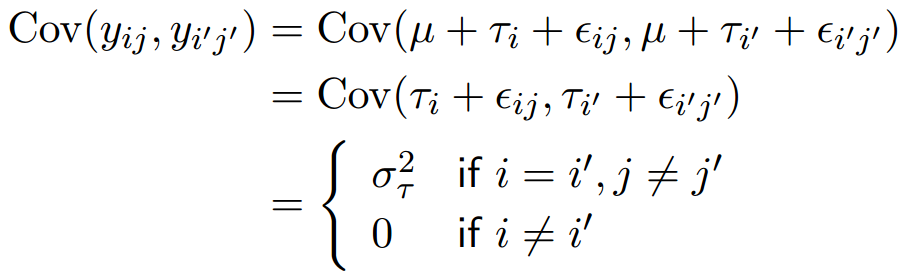 Cov(y_{ij}, y_{i'j'}) = Cov(μ + τ_i + ϵ_{ij}, μ + τ_{i'} + ϵ_{i'j'})
= Cov(τ_i + ϵ_{ij}, τ_{i'} + ϵ_{i'j'})
= { σ_τ^2 if i = i', j ≠ j'
0 if i ≠ i'